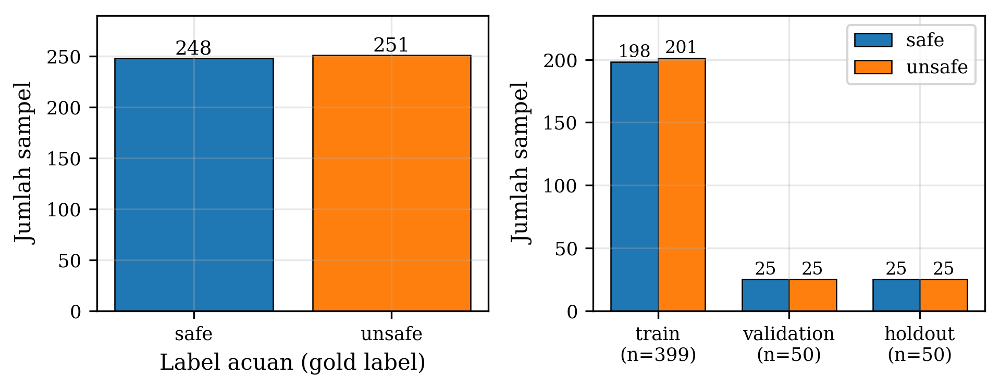 Jumlah sampel
250
200
150
100
50
0
248
251
safe
unsafe
Label acuan (gold label)
Jumlah sampel
200
150
100
50
0
198
201
25
25
25
25
safe
unsafe
train
(n=399)
validation
(n=50)
holdout
(n=50)